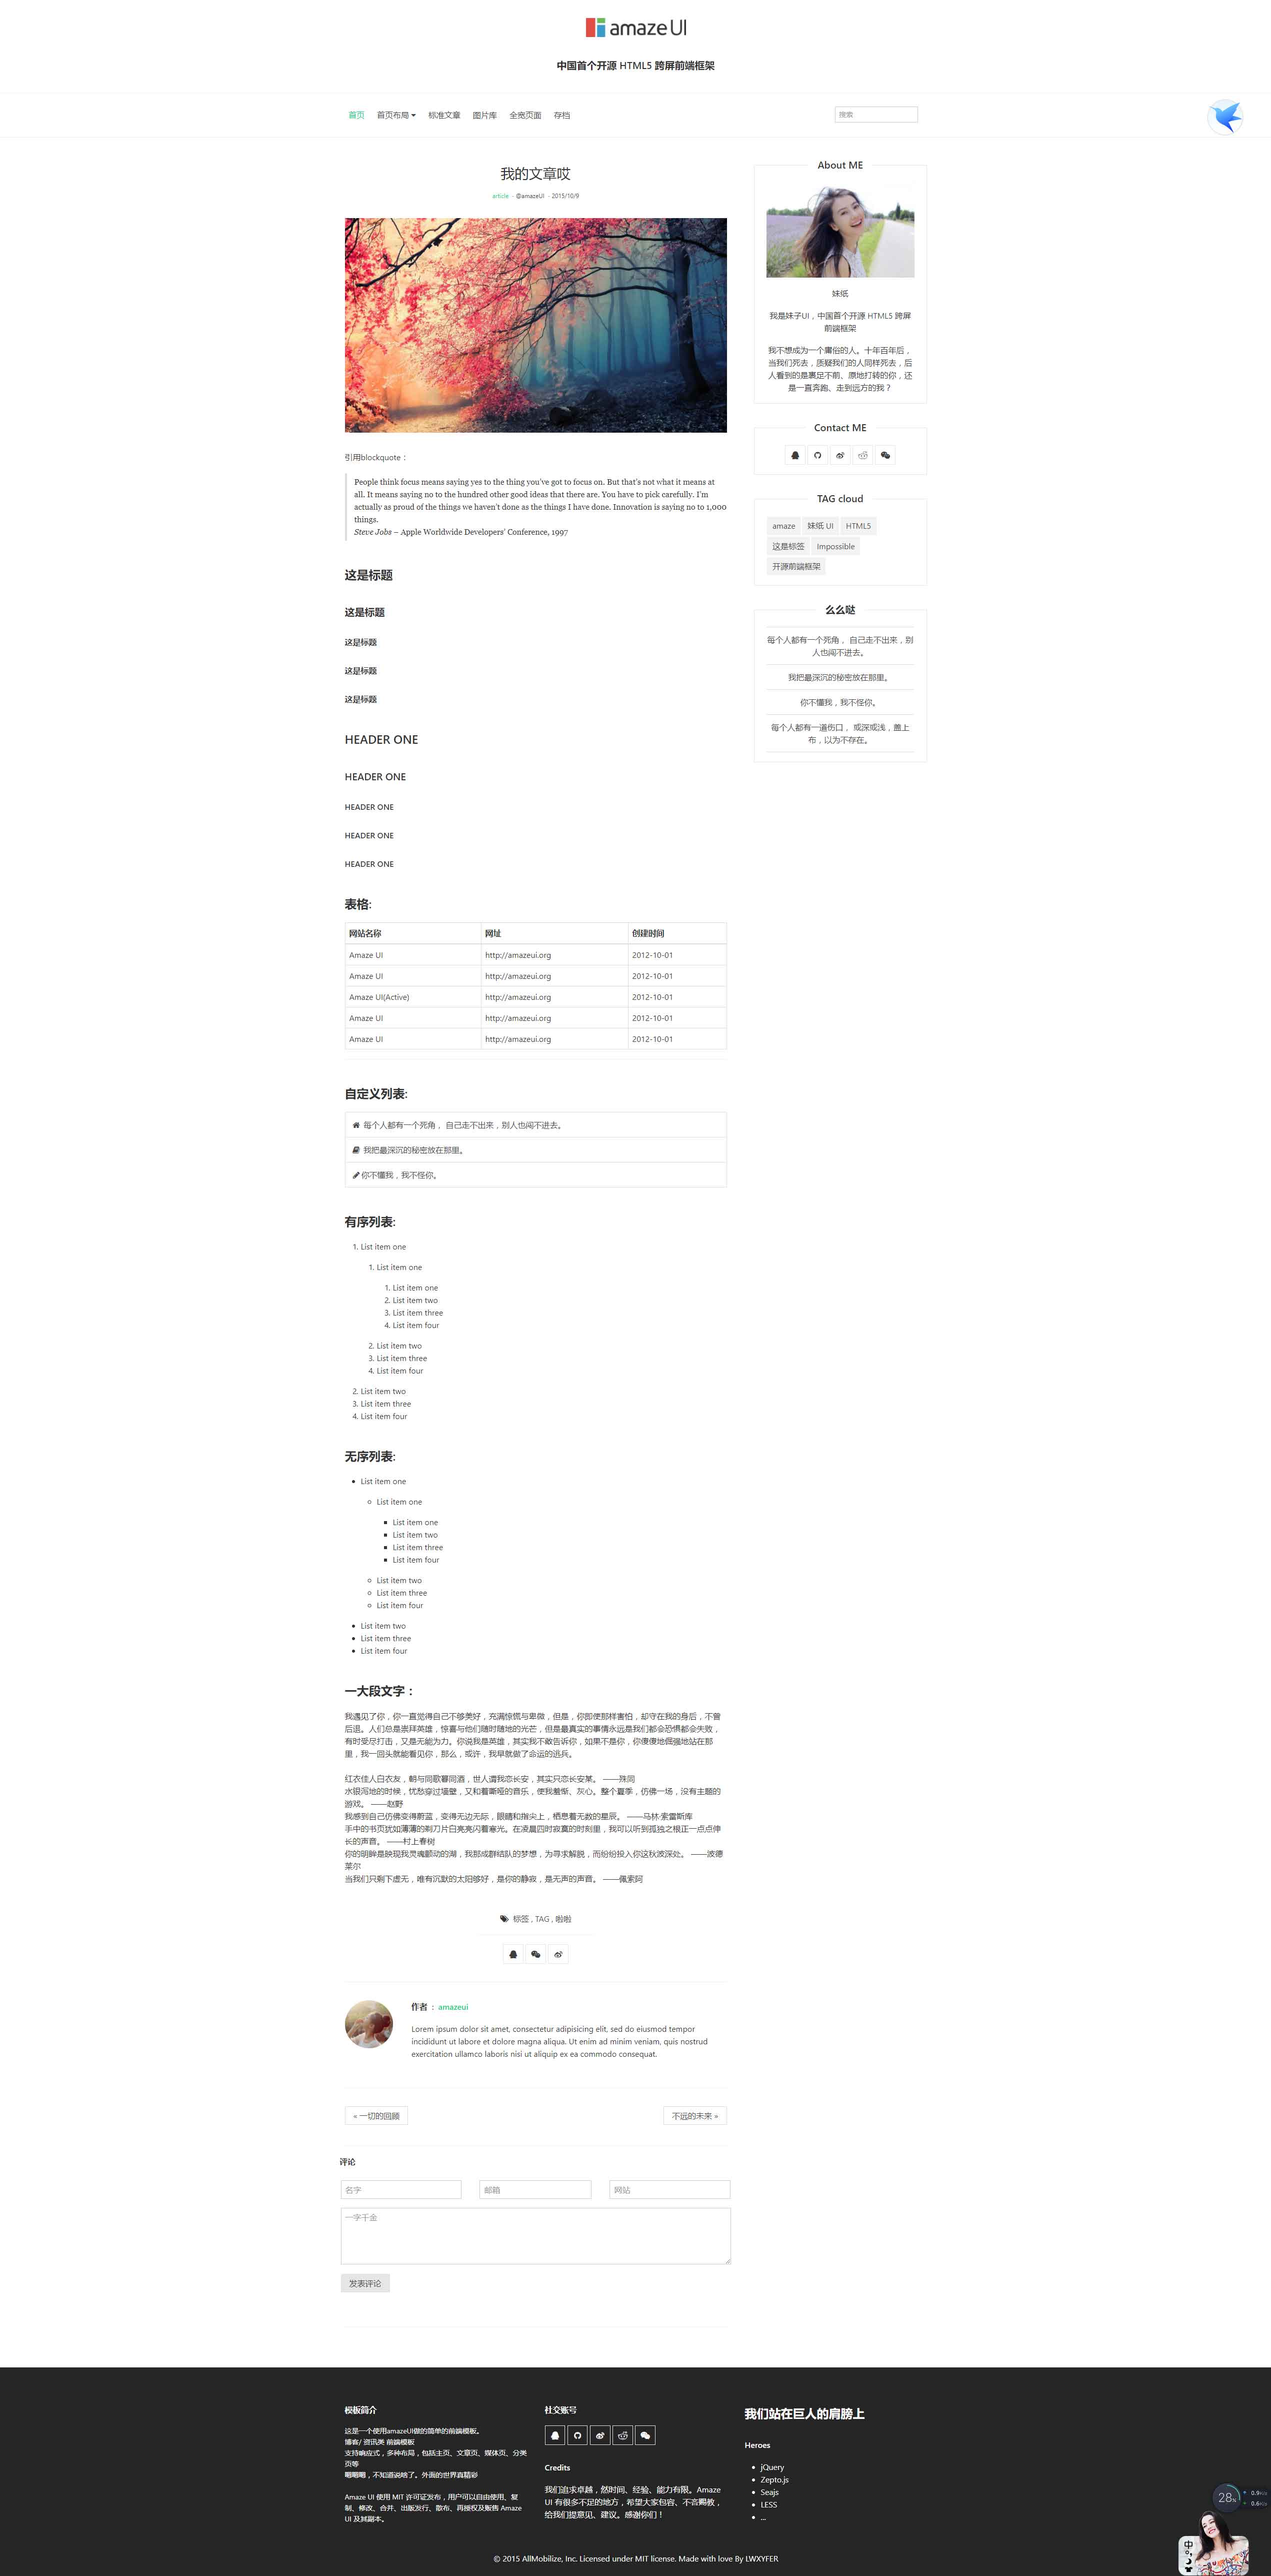 amaze UI
中国首个开源 HTML5 跨屏前端框架
首页 首页布局 标准文章 图片库 全宽页面 存档
搜索
我的文章哎
article - @amazeUI - 2015/10/9
引用blockquote：
People think focus means saying yes to the thing you've got to focus on. But that's not what it means at
all. It means saying no to the hundred other good ideas that there are. You have to pick carefully. I'm
actually as proud of the things we haven't done as the things I have done. Innovation is saying no to 1,000
things.
Steve Jobs – Apple Worldwide Developers' Conference, 1997
这是标题
这是标题
这是标题
这是标题
这是标题
HEADER ONE
HEADER ONE
HEADER ONE
HEADER ONE
HEADER ONE
表格:
网站名称 网址 创建时间
Amaze UI http://amazeui.org 2012-10-01
Amaze UI http://amazeui.org 2012-10-01
Amaze UI(Active) http://amazeui.org 2012-10-01
Amaze UI http://amazeui.org 2012-10-01
Amaze UI http://amazeui.org 2012-10-01
自定义列表:
每个人都有一个死角， 自己走不出来，别人也闯不进去。
我把最深沉的秘密放在那里。
你不懂我，我不怪你。
有序列表:
1. List item one
1. List item one
1. List item one
2. List item two
3. List item three
4. List item four
2. List item two
3. List item three
4. List item four
2. List item two
3. List item three
4. List item four
无序列表:
List item one
List item one
List item one
List item two
List item three
List item four
List item two
List item three
List item four
List item two
List item three
List item four
一大段文字：
我遇见了你，你一直觉得自己不够美好，充满惊慌与卑微，但是，你即使那样害怕，却守在我的身后，不曾
后退。人们总是崇拜英雄，惊喜与他们随时随地的光芒，但是最真实的事情永远是我们都会恐惧都会失败，
有时受尽打击，又是无能为力。你说我是英雄，其实我不敢告诉你，如果不是你，你傻傻地倔强地站在那
里，我一回头就能看见你，那么，或许，我早就做了命运的逃兵。
红衣佳人白衣友，朝与同歌暮同酒，世人谓我恋长安，其实只恋长安某。 ——殊同
水银泻地的时候，忧愁穿过墙壁，又和着嘶哑的音乐，使我羞惭、灰心。整个夏季，仿佛一场，没有主题的
游戏。 ——赵野
我感到自己仿佛变得蔚蓝，变得无边无际，眼睛和指尖上，栖息着无数的星辰。 ——马林·索雷斯库
手中的书页犹如薄薄的剃刀片白亮亮闪着寒光。在凌晨四时寂寞的时刻里，我可以听到孤独之根正一点点伸
长的声音。 ——村上春树
你的明眸是映现我灵魂颤动的湖，我那成群结队的梦想，为寻求解脱，而纷纷投入你这秋波深处。 ——波德
莱尔
当我们只剩下虚无，唯有沉默的太阳够好，是你的静寂，是无声的声音。 ——佩索阿
标签 , TAG , 啦啦
作者 ： amazeui
Lorem ipsum dolor sit amet, consectetur adipisicing elit, sed do eiusmod tempor
incididunt ut labore et dolore magna aliqua. Ut enim ad minim veniam, quis nostrud
exercitation ullamco laboris nisi ut aliquip ex ea commodo consequat.
« 一切的回顾
不远的未来 »
评论
名字 邮箱 网站
一字千金
发表评论
About ME
妹纸
我是妹子UI，中国首个开源 HTML5 跨屏
前端框架
我不想成为一个庸俗的人。十年百年后，
当我们死去，质疑我们的人同样死去，后
人看到的是裹足不前、原地打转的你，还
是一直奔跑、走到远方的我？
Contact ME
TAG cloud
amaze 妹纸 UI HTML5
这是标签 Impossible
开源前端框架
么么哒
每个人都有一个死角， 自己走不出来，别
人也闯不进去。
我把最深沉的秘密放在那里。
你不懂我，我不怪你。
每个人都有一道伤口， 或深或浅，盖上
布，以为不存在。
模板简介
这是一个使用amazeUI做的简单的前端模板。
博客/ 资讯类 前端模板
支持响应式，多种布局，包括主页、文章页、媒体页、分类
页等
嗯嗯嗯，不知道说啥了。外面的世界真精彩
Amaze UI 使用 MIT 许可证发布，用户可以自由使用、复
制、修改、合并、出版发行、散布、再授权及贩售 Amaze
UI 及其副本。
社交账号
Credits
我们追求卓越，然时间、经验、能力有限。Amaze
UI 有很多不足的地方，希望大家包容、不吝赐教，
给我们提意见、建议。感谢你们！
我们站在巨人的肩膀上
Heroes
jQuery
Zepto.js
Seajs
LESS
...
28%
0.9K/s
0.6K/s
中
© 2015 AllMobilize, Inc. Licensed under MIT license. Made with love By LWXYFER